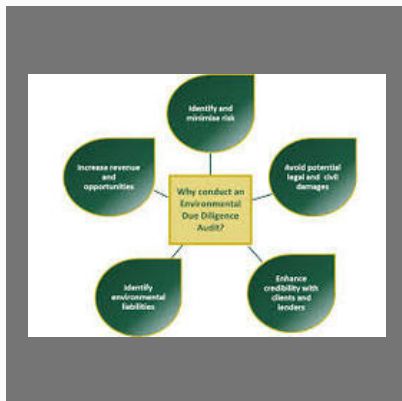 Identify and
minimise risk
Increase revenue
and
opportunities
Avoid potential
legal and civil
damages
Why conduct an
Environmental
Due Diligence
Audit?
Identify
environmental
liabilities
Enhance
credibility with
clients and
lenders